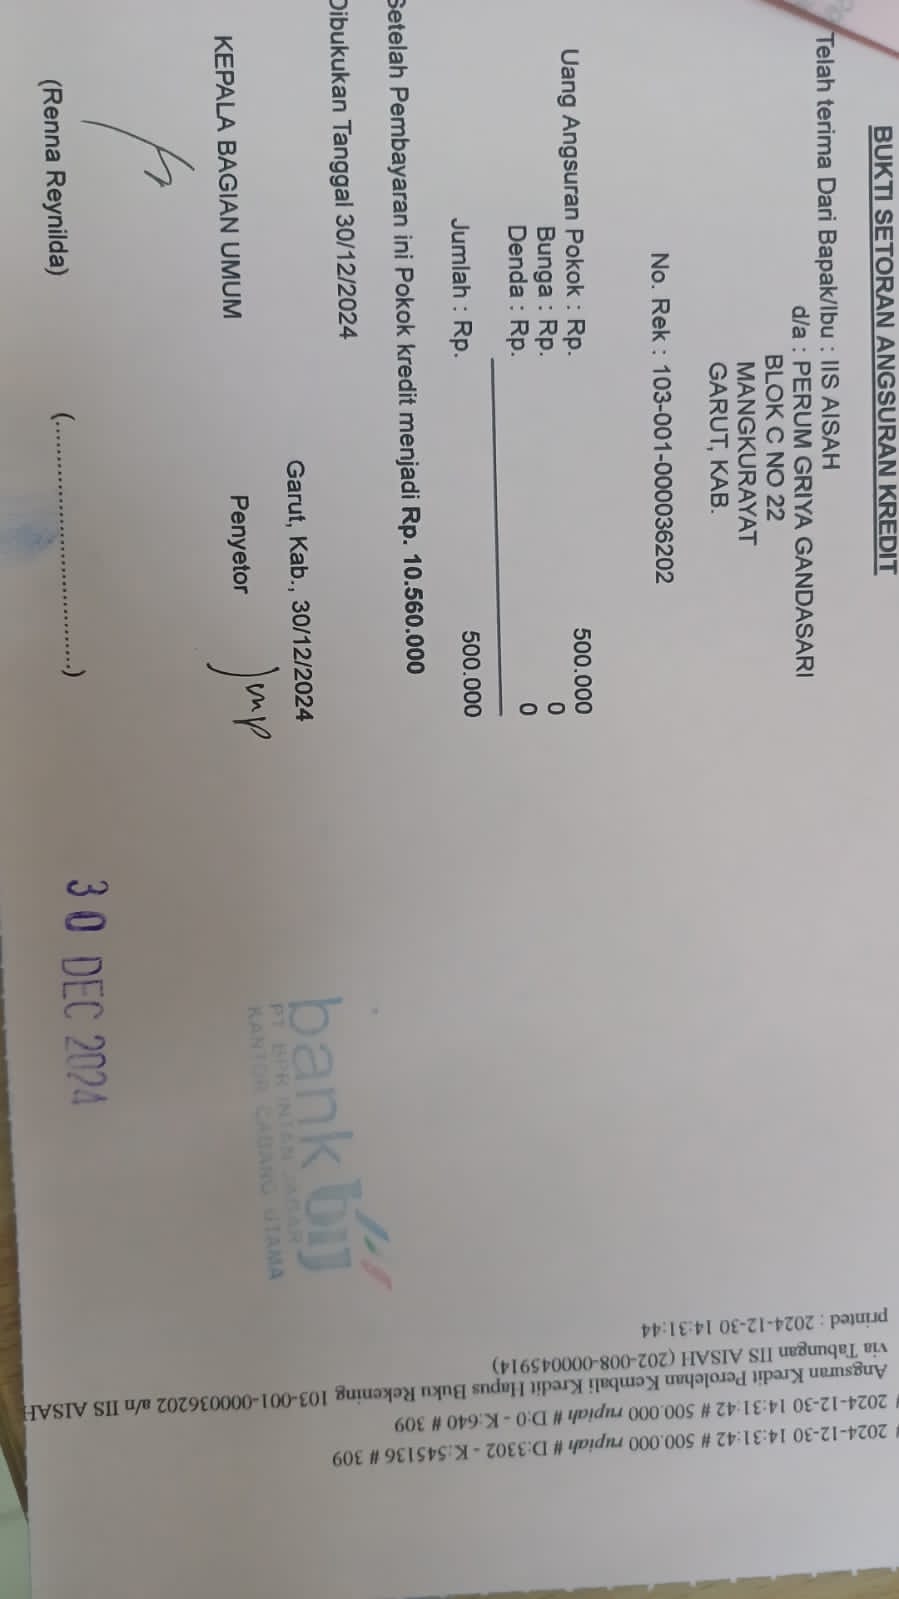 BUKTI SETORAN ANGSURAN KREDIT
Telah terima Dari Bapak/Ibu : IIS AISAH
d/a : PERUM GRIYA GANDASARI
BLOK C NO 22
MANGKURAYAT
GARUT, KAB.
No. Rek : 103-001-000036202
Uang Angsuran Pokok : Rp. 500.000
Bunga : Rp. 0
Denda : Rp. 0
Jumlah : Rp. 500.000
Setelah Pembayaran ini Pokok kredit menjadi Rp. 10.560.000
Dibukukan Tanggal 30/12/2024
Garut, Kab., 30/12/2024
KEPALA BAGIAN UMUM Penyetor
(Renna Reynilda) (....................................)
30 DEC 2024
bank bij
PT. BPR INTAN JABAR
KANTOR CABANG UTAMA
# 2024-12-30 14:31:42 # 500.000 rupiah # D:3302 - K:545136 # 309
# 2024-12-30 14:31:42 # 500.000 rupiah # D:0 - K:640 # 309
Angsuran Kredit Perolehan Kembali Kredit Hapus Buku Rekening 103-001-000036202 a/n IIS AISAH
via Tabungan IIS AISAH (202-008-000045914)
printed : 2024-12-30 14:31:44